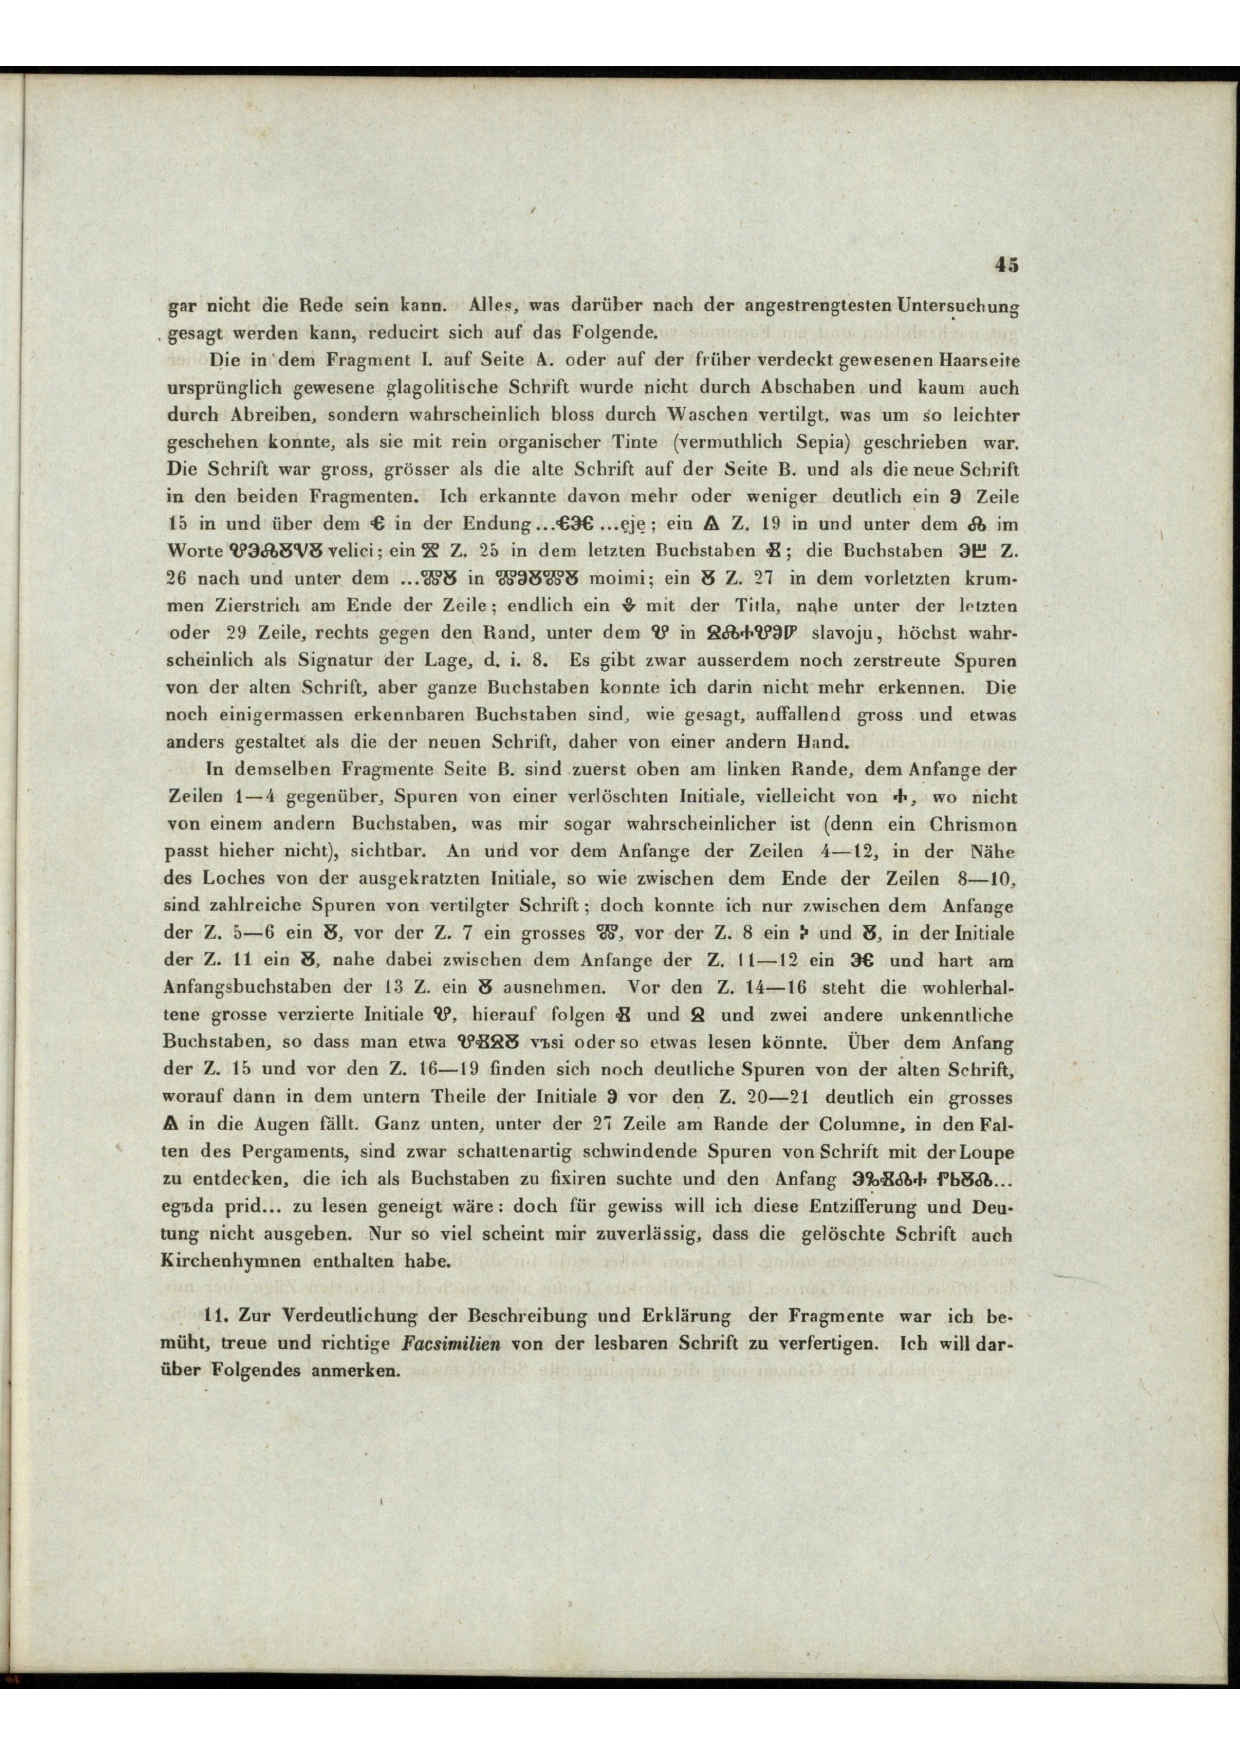 45
gar nicht die Rede sein kann. Alles, was darüber nach der angestrengtesten Untersuchung
gesagt werden kann, reducirt sich auf das Folgende.
Die in dem Fragment I. auf Seite A. oder auf der früher verdeckt gewesenen Haarseite
ursprünglich gewesene glagolitische Schrift wurde nicht durch Abschaben und kaum auch
durch Abreiben, sondern wahrscheinlich bloss durch Waschen vertilgt, was um so leichter
geschehen konnte, als sie mit rein organischer Tinte (vermuthlich Sepia) geschrieben war.
Die Schrift war gross, grösser als die alte Schrift auf der Seite B. und als die neue Schrift
in den beiden Fragmenten. Ich erkannte davon mehr oder weniger deutlich ein Ⰵ Zeile
15 in und über dem in der Endung ... ...ęję; ein Ⰴ Z. 19 in und unter dem Ⰾ im
Worte ⰂⰅⰎⰋⰜⰋ velici; ein Z. 25 in dem letzten Buchstaben ; die Buchstaben Z.
26 nach und unter dem ...ⰏⰋ in ⰏⰑⰋⰏⰋ moimi; ein Ⰻ Z. 27 in dem vorletzten krum-
men Zierstrich am Ende der Zeile; endlich ein Ⰷ mit der Titla, nahe unter der letzten
oder 29 Zeile, rechts gegen den Rand, unter dem Ⰲ in ⰔⰎⰀⰂⰑⰣ slavoju, höchst wahr-
scheinlich als Signatur der Lage, d. i. 8. Es gibt zwar ausserdem noch zerstreute Spuren
von der alten Schrift, aber ganze Buchstaben konnte ich darin nicht mehr erkennen. Die
noch einigermassen erkennbaren Buchstaben sind, wie gesagt, auffallend gross und etwas
anders gestaltet als die der neuen Schrift, daher von einer andern Hand.
In demselben Fragmente Seite B. sind zuerst oben am linken Rande, dem Anfange der
Zeilen 1—4 gegenüber, Spuren von einer verlöschten Initiale, vielleicht von Ⰰ, wo nicht
von einem andern Buchstaben, was mir sogar wahrscheinlicher ist (denn ein Chrismon
passt hieher nicht), sichtbar. An und vor dem Anfange der Zeilen 4—12, in der Nähe
des Loches von der ausgekratzten Initiale, so wie zwischen dem Ende der Zeilen 8—10,
sind zahlreiche Spuren von vertilgter Schrift; doch konnte ich nur zwischen dem Anfange
der Z. 5—6 ein Ⰻ, vor der Z. 7 ein grosses Ⰿ, vor der Z. 8 ein und Ⰻ, in der Initiale
der Z. 11 ein Ⰻ, nahe dabei zwischen dem Anfange der Z. 11—12 ein und hart am
Anfangsbuchstaben der 13 Z. ein Ⰻ ausnehmen. Vor den Z. 14—16 steht die wohlerhal-
tene grosse verzierte Initiale Ⰲ, hierauf folgen Ⱏ und Ⱄ und zwei andere unkenntliche
Buchstaben, so dass man etwa ⰂⰟⰔⰋ vъsi oder so etwas lesen könnte. Über dem Anfang
der Z. 15 und vor den Z. 16—19 finden sich noch deutliche Spuren von der alten Schrift,
worauf dann in dem untern Theile der Initiale Ⰵ vor den Z. 20—21 deutlich ein grosses
Ⰴ in die Augen fällt. Ganz unten, unter der 27 Zeile am Rande der Columne, in den Fal-
ten des Pergaments, sind zwar schattenartig schwindende Spuren von Schrift mit der Loupe
zu entdecken, die ich als Buchstaben zu fixiren suchte und den Anfang ⰅⰃⰟⰄⰀ ⰒⰓⰋⰄ...
egъda prid... zu lesen geneigt wäre: doch für gewiss will ich diese Entzifferung und Deu-
tung nicht ausgeben. Nur so viel scheint mir zuverlässig, dass die gelöschte Schrift auch
Kirchenhymnen enthalten habe.
11. Zur Verdeutlichung der Beschreibung und Erklärung der Fragmente war ich be-
müht, treue und richtige Facsimilien von der lesbaren Schrift zu verfertigen. Ich will dar-
über Folgendes anmerken.